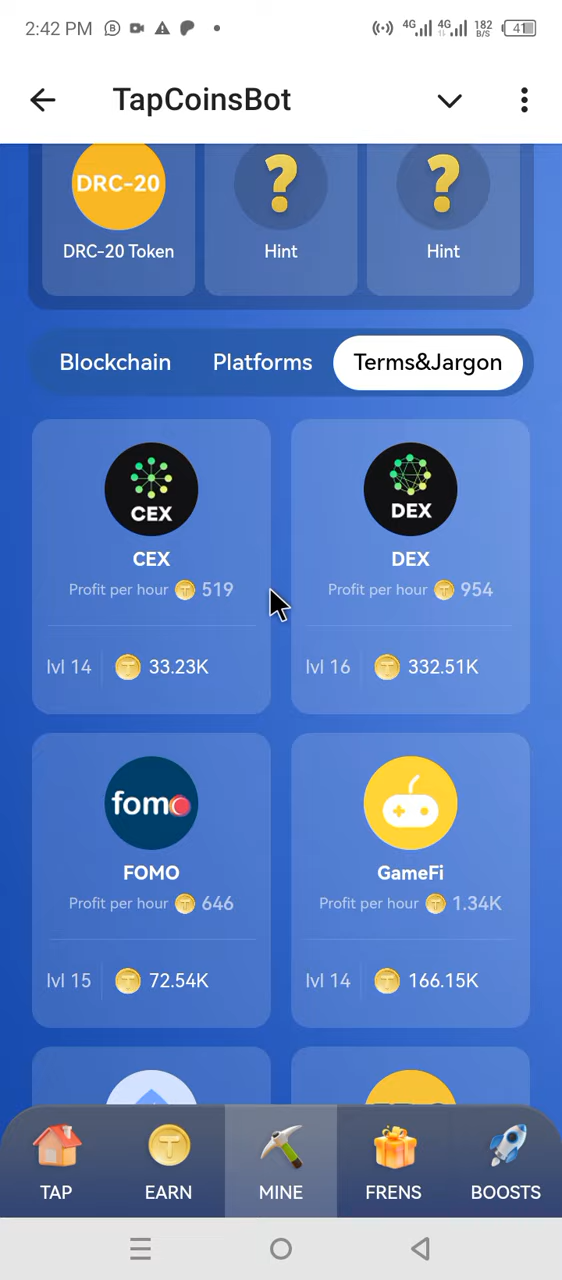 2:42 PM
4G 4G 182 B/S 41
TapCoinsBot
DRC-20 ? ?
DRC-20 Token Hint Hint
Blockchain Platforms Terms&Jargon
CEX DEX
CEX DEX
Profit per hour 519 Profit per hour 954
lvl 14 33.23K lvl 16 332.51K
fomo
FOMO GameFi
Profit per hour 646 Profit per hour 1.34K
lvl 15 72.54K lvl 14 166.15K
TAP EARN MINE FRENS BOOSTS